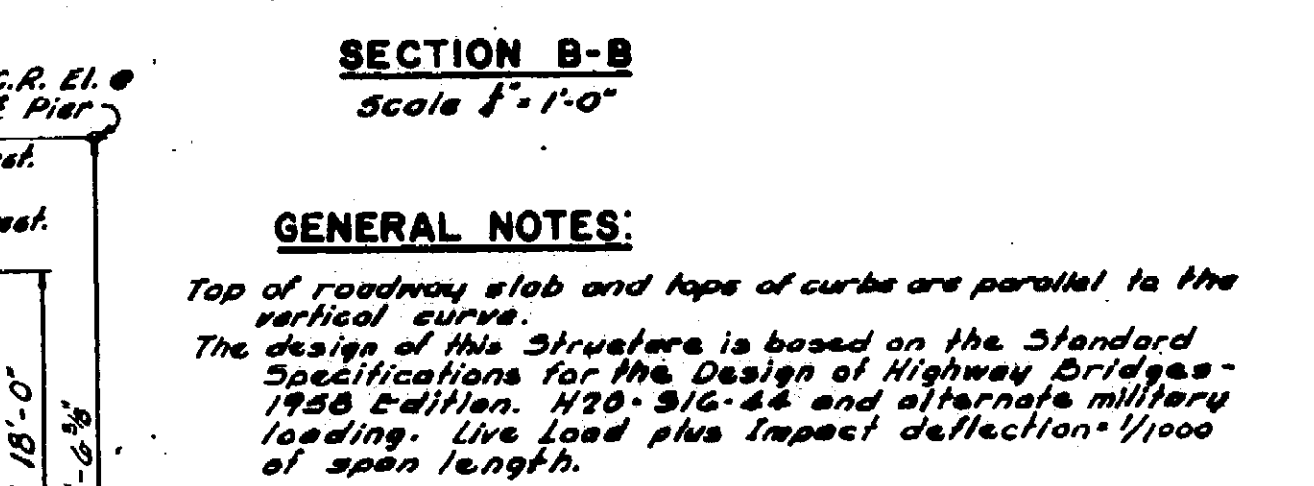 SECTION B-B
Scale "= 1'-0"
C.R. El. @
Pier
GENERAL NOTES:
Top of roadway slab and tops of curbs are parallel to the
vertical curve.
The design of this Structure is based on the Standard
Specifications for the Design of Highway Bridges-
1958 Edition. H20-S16-44 and alternate military
loading. Live Load plus Impact deflection=1/1000
of span length.
18'-0"